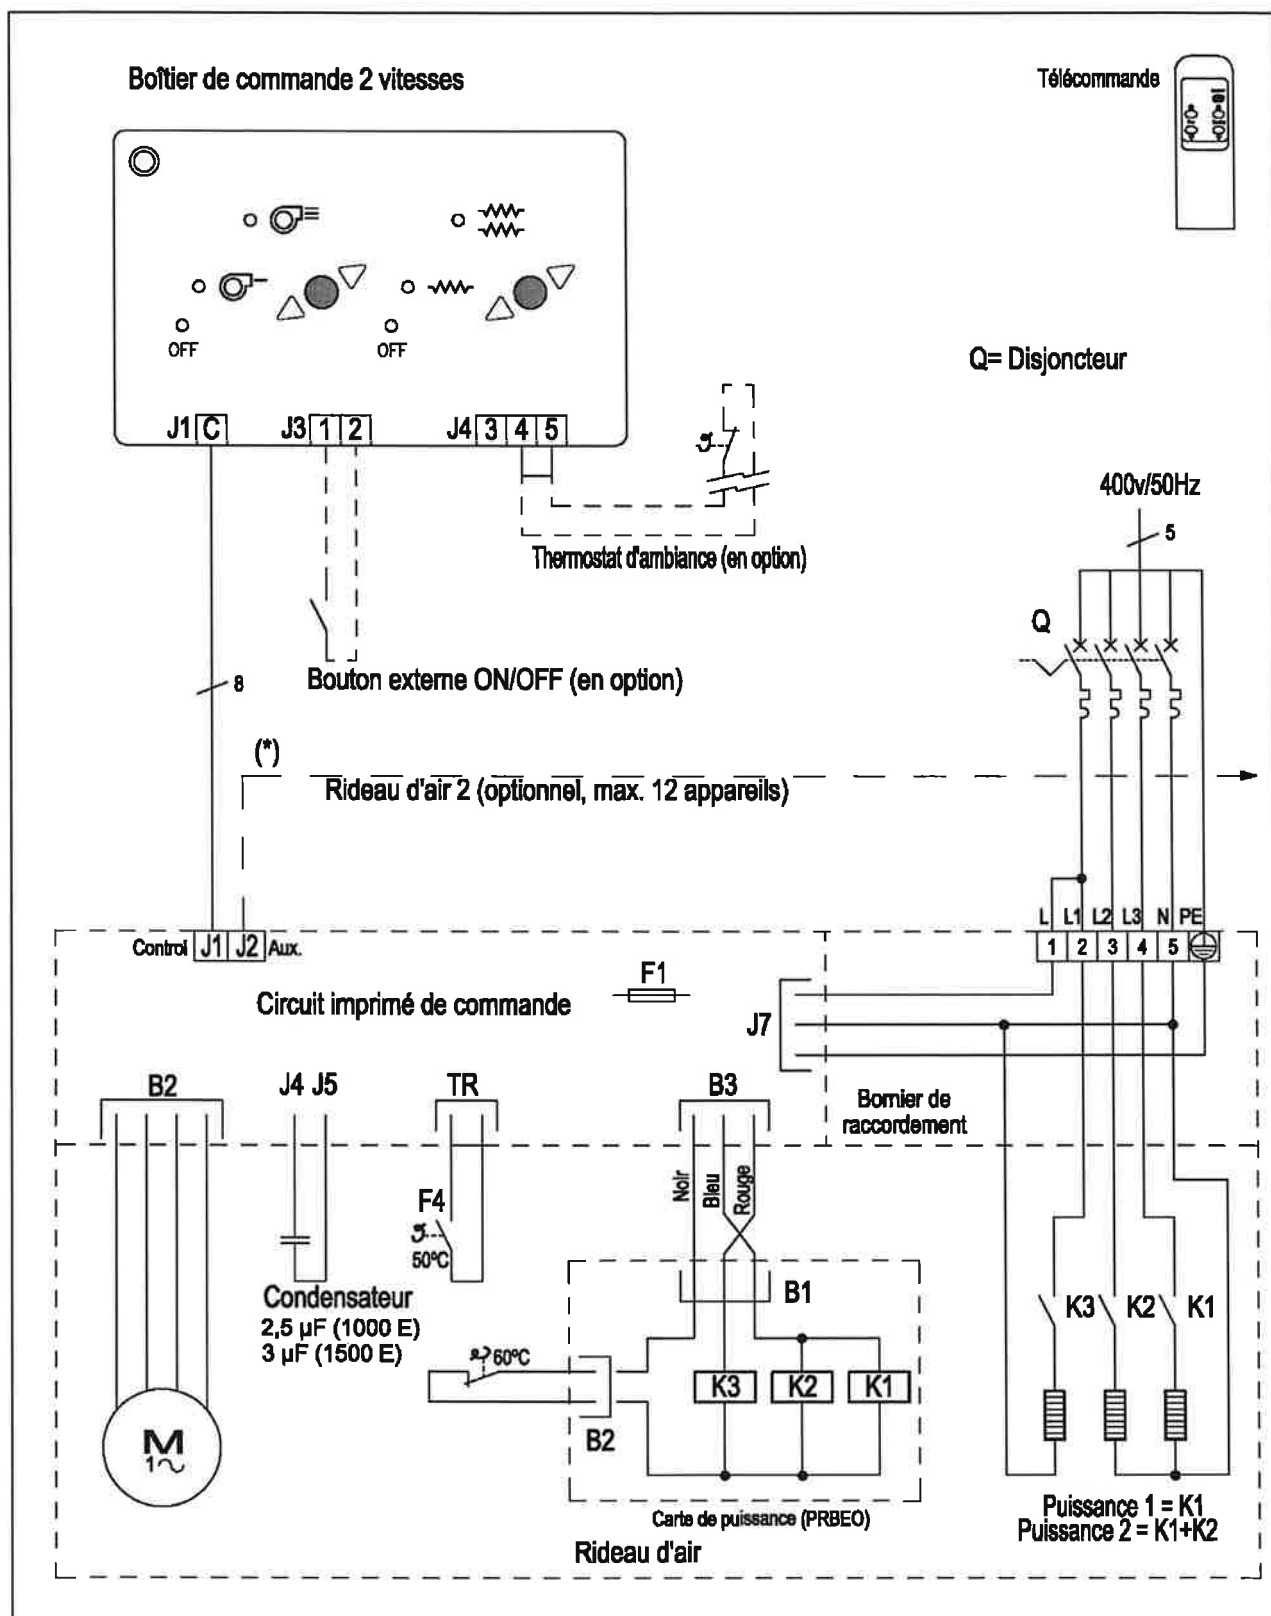 Boîtier de commande 2 vitesses
Télécommande
OFF
OFF
Q= Disjoncteur
J1 C
J3 1 2
J4 3 4 5
400v/50Hz
5
Thermostat d'ambiance (en option)
Q
8
Bouton externe ON/OFF (en option)
(*)
Rideau d'air 2 (optionnel, max. 12 appareils)
L L1 L2 L3 N PE
1 2 3 4 5
Control J1 J2 Aux.
F1
Circuit imprimé de commande
J7
B2
J4 J5
TR
B3
Bornier de
raccordement
Noir
Bleu
Rouge
F4
50ºC
B1
Condensateur
2,5 µF (1000 E)
3 µF (1500 E)
60ºC
K3 K2 K1
K3 K2 K1
B2
M
1
Carte de puissance (PRBEO)
Puissance 1 = K1
Puissance 2 = K1+K2
Rideau d'air